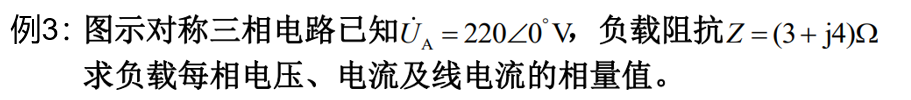 例3：图示对称三相电路已知U̇_A = 220∠0°V，负载阻抗Z = (3 + j4)Ω
求负载每相电压、电流及线电流的相量值。